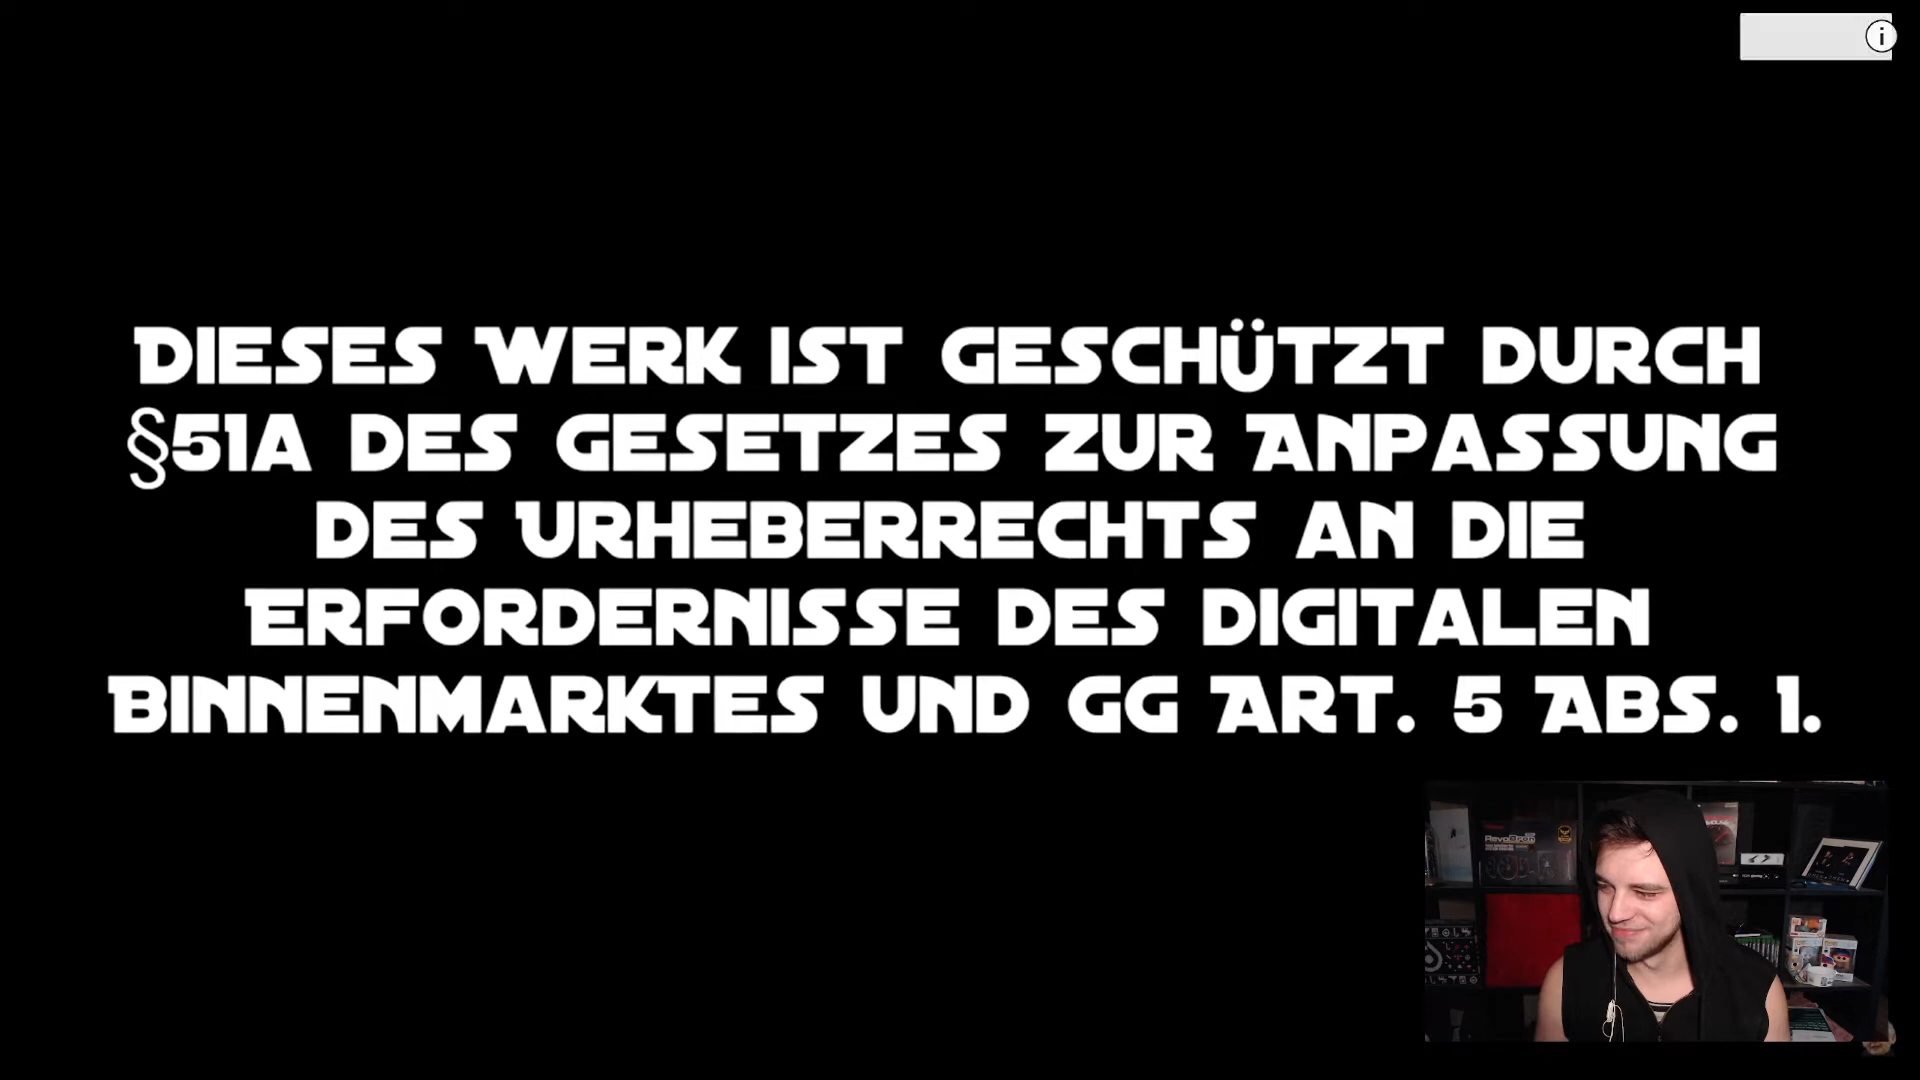 Dieses Werk ist geschützt durch
§51a des Gesetzes zur Anpassung
des Urheberrechts an die
Erfordernisse des digitalen
Binnenmarktes und GG Art. 5 Abs. 1.
RevoDrøn